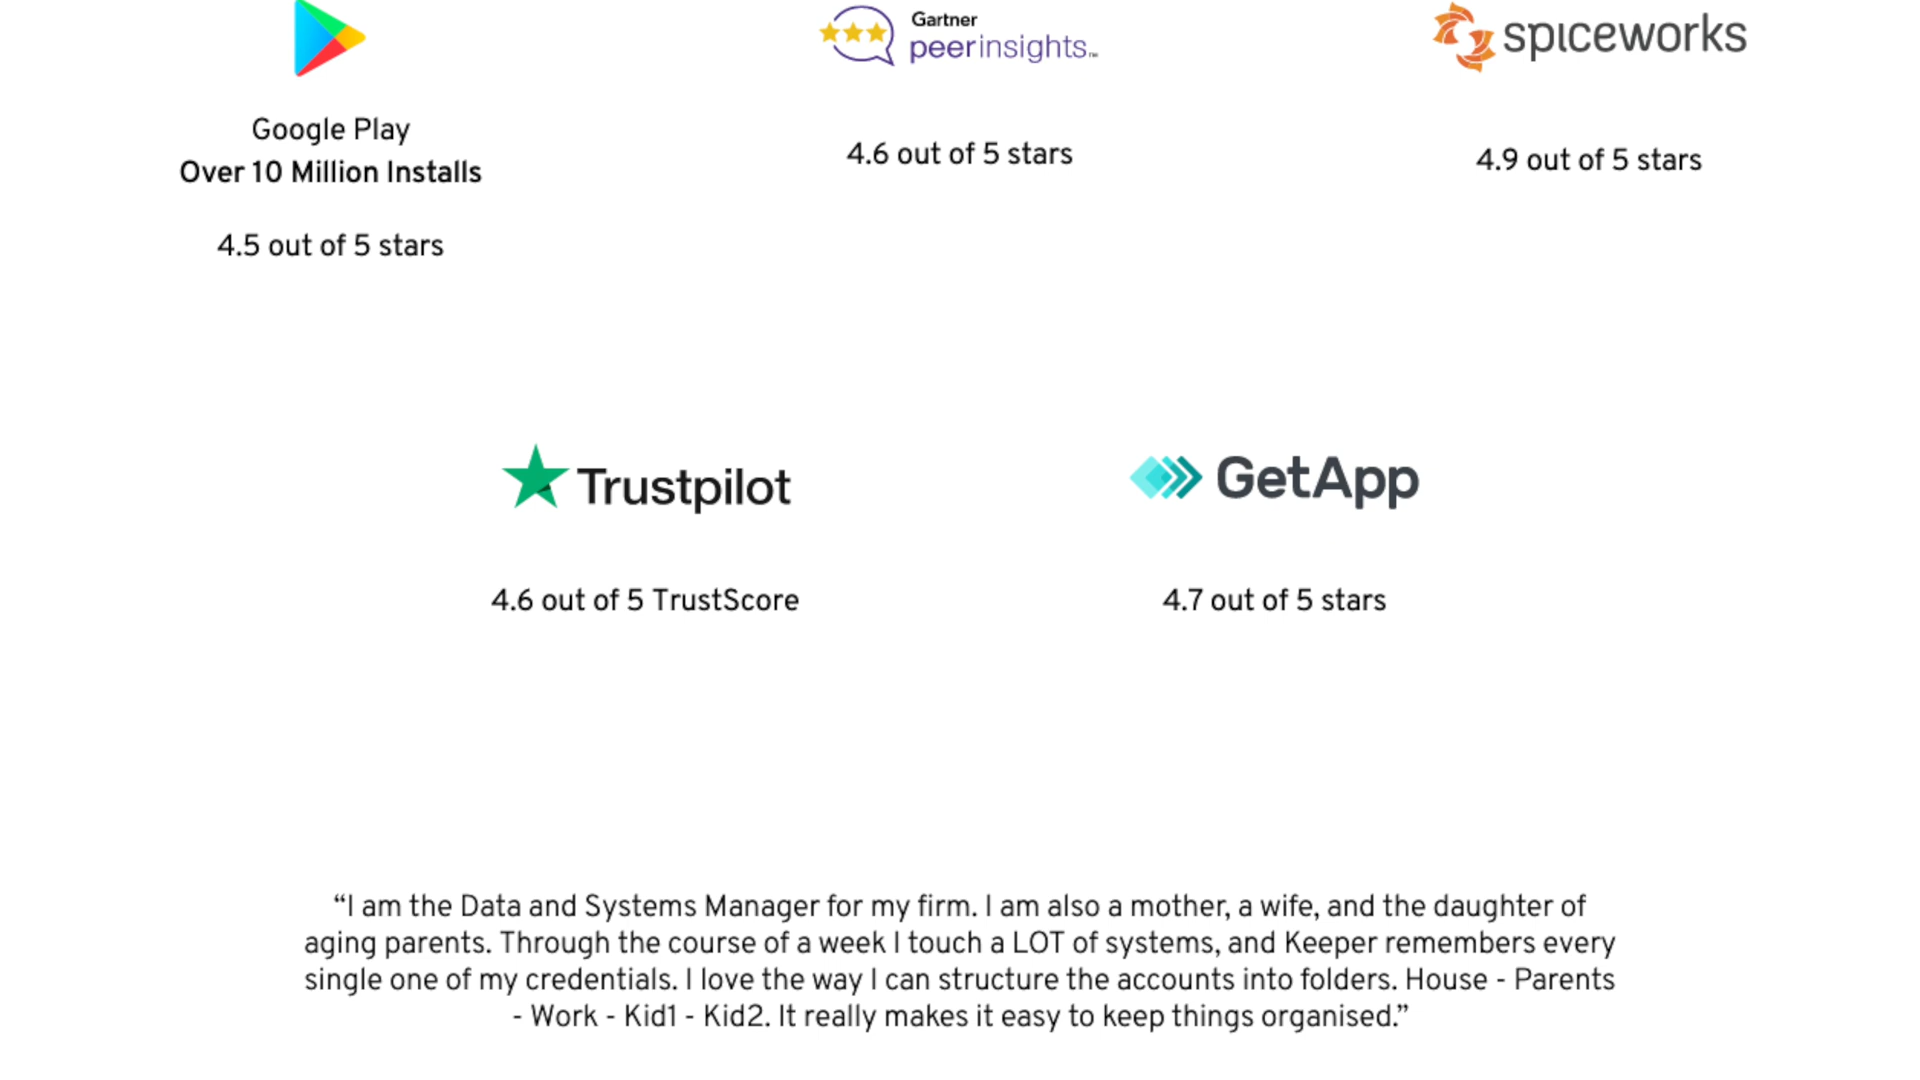 Gartner
peerinsights™
spiceworks
Google Play
Over 10 Million Installs
4.5 out of 5 stars
4.6 out of 5 stars
4.9 out of 5 stars
Trustpilot
GetApp
4.6 out of 5 TrustScore
4.7 out of 5 stars
“I am the Data and Systems Manager for my firm. I am also a mother, a wife, and the daughter of
aging parents. Through the course of a week I touch a LOT of systems, and Keeper remembers every
single one of my credentials. I love the way I can structure the accounts into folders. House - Parents
- Work - Kid1 - Kid2. It really makes it easy to keep things organised.”